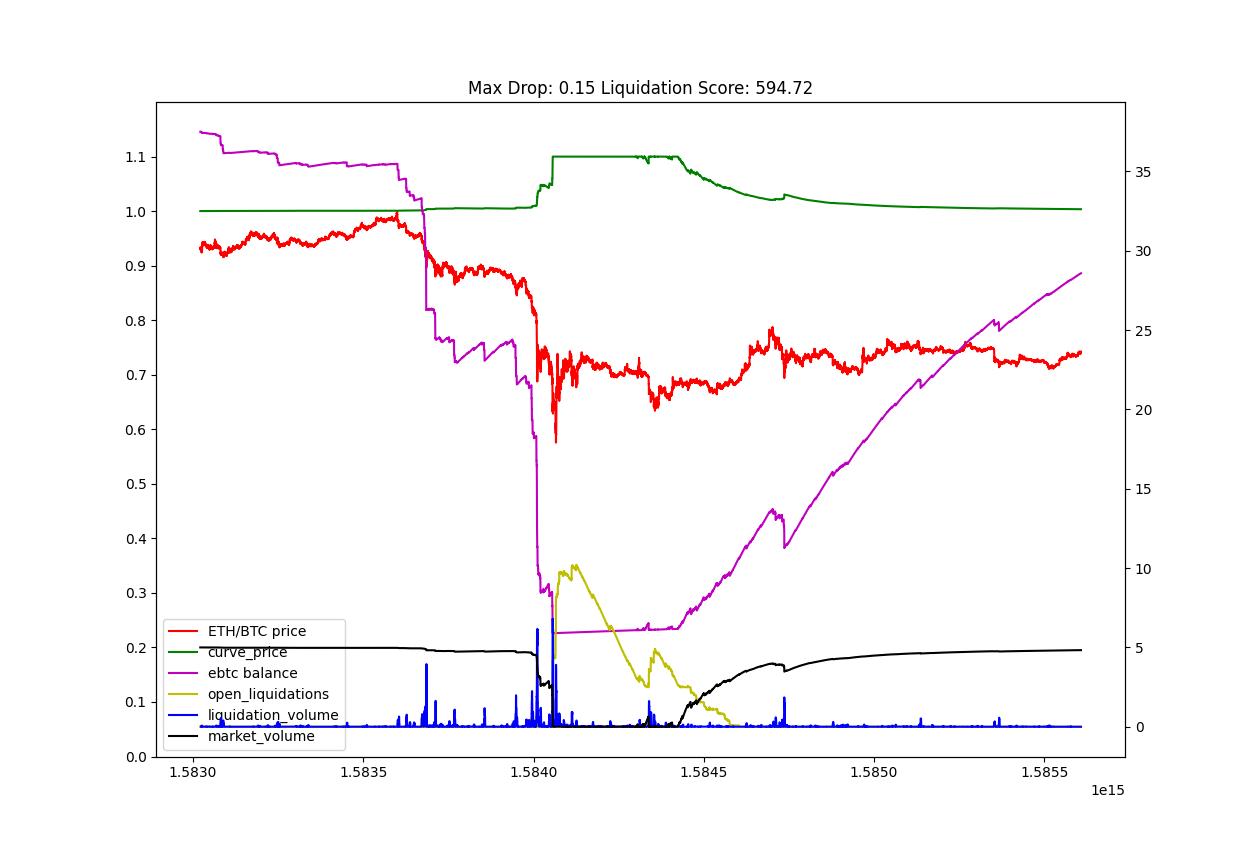 Max Drop: 0.15 Liquidation Score: 594.72
1.1
1.0
0.9
0.8
0.7
0.6
0.5
0.4
0.3
0.2
0.1
0.0
35
30
25
20
15
10
5
0
ETH/BTC price
curve_price
ebtc balance
open_liquidations
liquidation_volume
market_volume
1.5830 1.5835 1.5840 1.5845 1.5850 1.5855
1e15